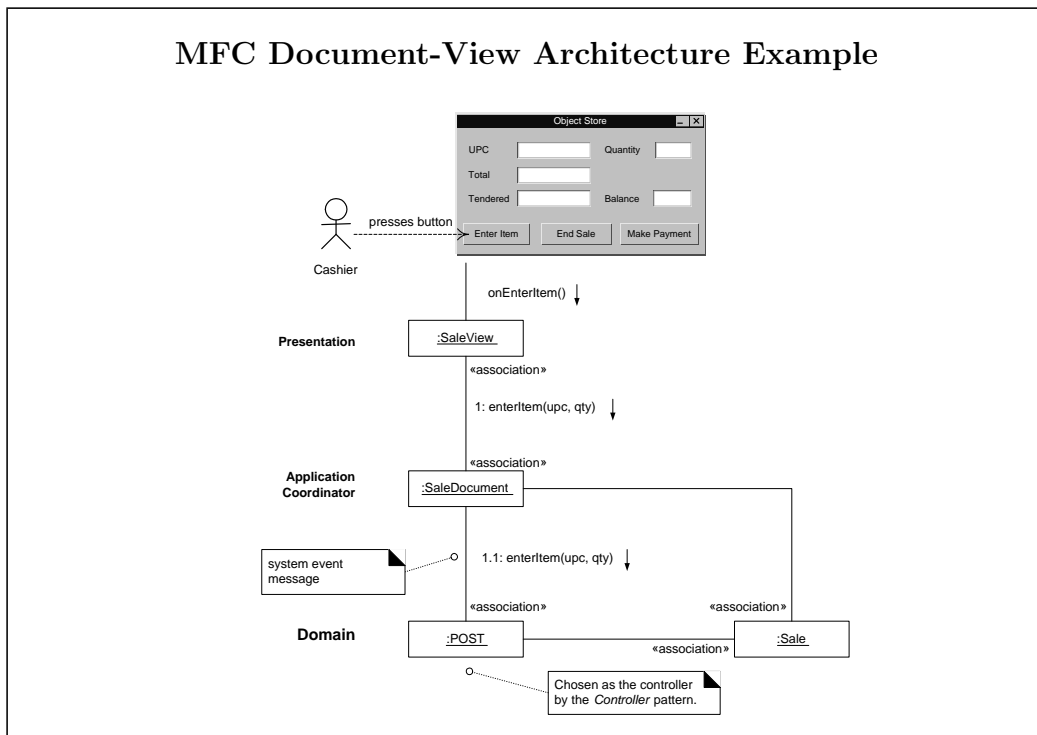 MFC Document-View Architecture Example
Object Store
UPC
Quantity
Total
Tendered
Balance
presses button
Enter Item
End Sale
Make Payment
Cashier
onEnterItem()
Presentation
:SaleView
«association»
1: enterItem(upc, qty)
«association»
Application
Coordinator
:SaleDocument
system event
message
1.1: enterItem(upc, qty)
«association»
«association»
Domain
:POST
:Sale
«association»
Chosen as the controller
by the Controller pattern.